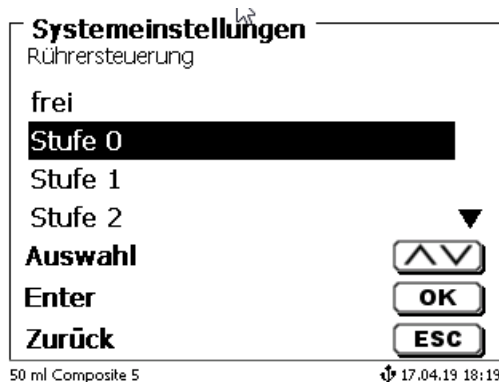 Systemeinstellungen
Rührersteuerung
frei
Stufe 0
Stufe 1
Stufe 2
Auswahl
Enter OK
Zurück ESC
50 ml Composite 5 17.04.19 18:19